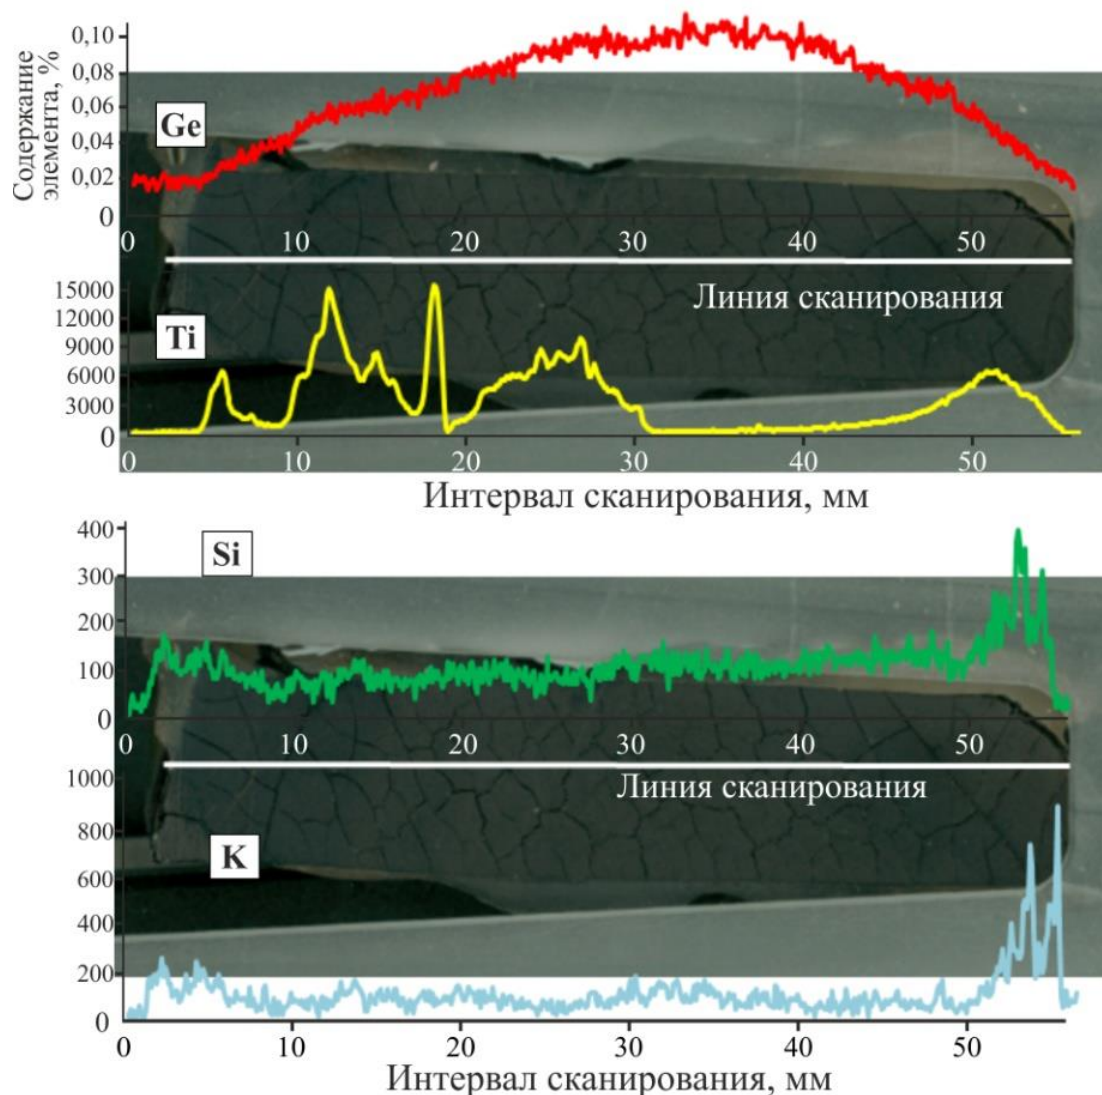 Содержание
элемента, %
0,10
0,08
0,06
0,04
0,02
0
Ge
0 10 20 30 40 50
Линия сканирования
15000
12000
9000
6000
3000
0
Ti
0 10 20 30 40 50
Интервал сканирования, мм
400
300
200
100
0
Si
0 10 20 30 40 50
Линия сканирования
1000
800
600
400
200
0
K
0 10 20 30 40 50
Интервал сканирования, мм